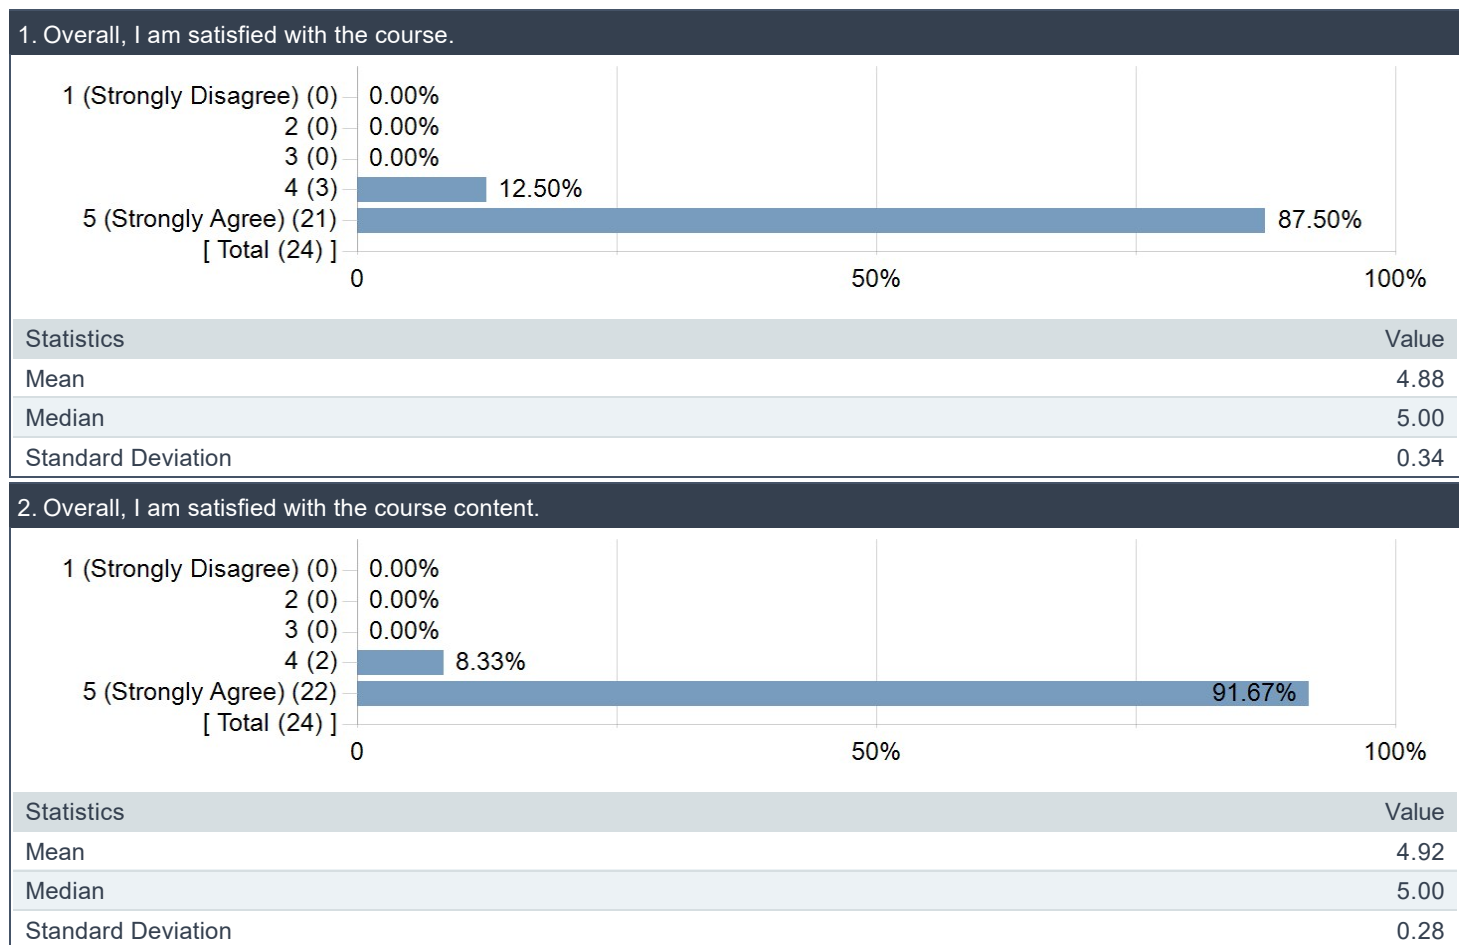 1. Overall, I am satisfied with the course.
1 (Strongly Disagree) (0) 0.00%
2 (0) 0.00%
3 (0) 0.00%
4 (3) 12.50%
5 (Strongly Agree) (21) 87.50%
[ Total (24) ]
0 50% 100%
Statistics Value
Mean 4.88
Median 5.00
Standard Deviation 0.34
2. Overall, I am satisfied with the course content.
1 (Strongly Disagree) (0) 0.00%
2 (0) 0.00%
3 (0) 0.00%
4 (2) 8.33%
5 (Strongly Agree) (22) 91.67%
[ Total (24) ]
0 50% 100%
Statistics Value
Mean 4.92
Median 5.00
Standard Deviation 0.28